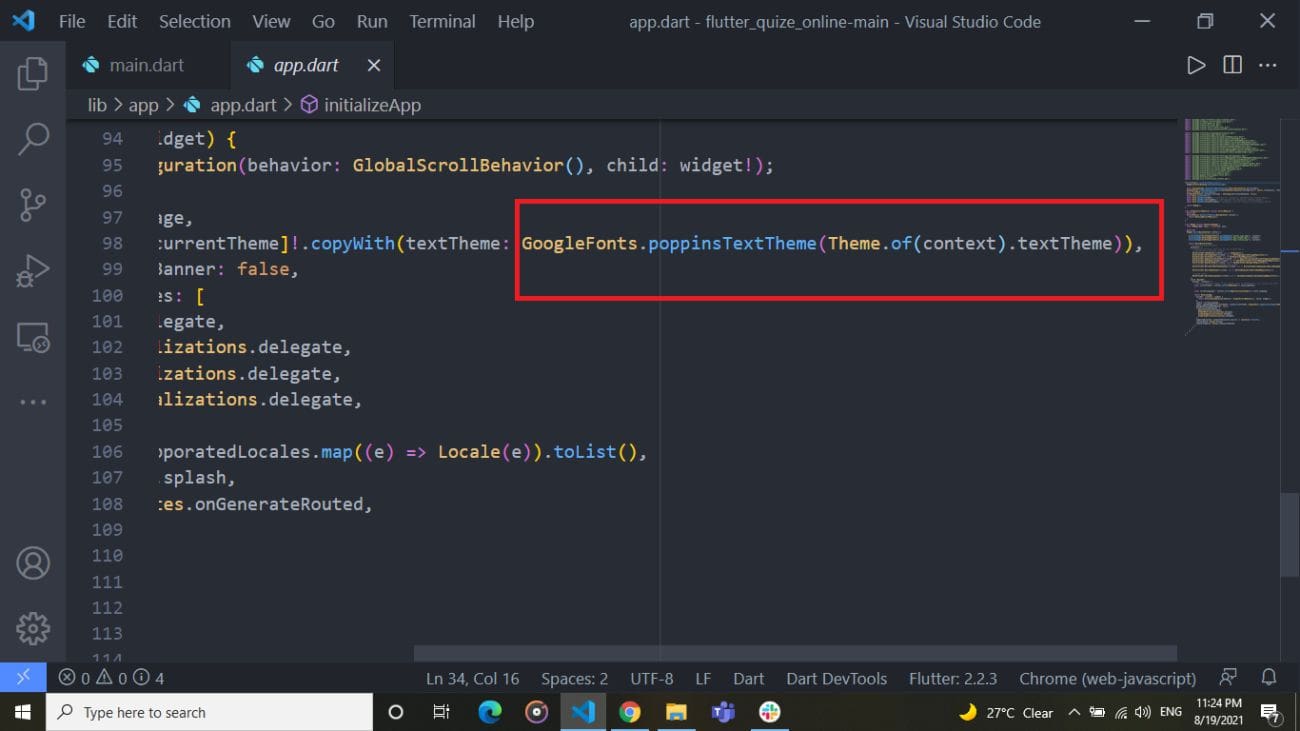 File Edit Selection View Go Run Terminal Help app.dart - flutter_quize_online-main - Visual Studio Code
main.dart app.dart
lib > app > app.dart > initializeApp
94 idget) {
95 guration(behavior: GlobalScrollBehavior(), child: widget!);
96
97 age,
98 currentTheme]!.copyWith(textTheme: GoogleFonts.poppinsTextTheme(Theme.of(context).textTheme)),
99 Banner: false,
100 es: [
101 legate,
102 lizations.delegate,
103 izations.delegate,
104 alizations.delegate,
105
106 pporatedLocales.map((e) => Locale(e)).toList(),
107 .splash,
108 tes.onGenerateRouted,
109
110
111
112
113
114
0 0 4 Ln 34, Col 16 Spaces: 2 UTF-8 LF Dart Dart DevTools Flutter: 2.2.3 Chrome (web-javascript)
Type here to search 27°C Clear ENG 11:24 PM
8/19/2021 7